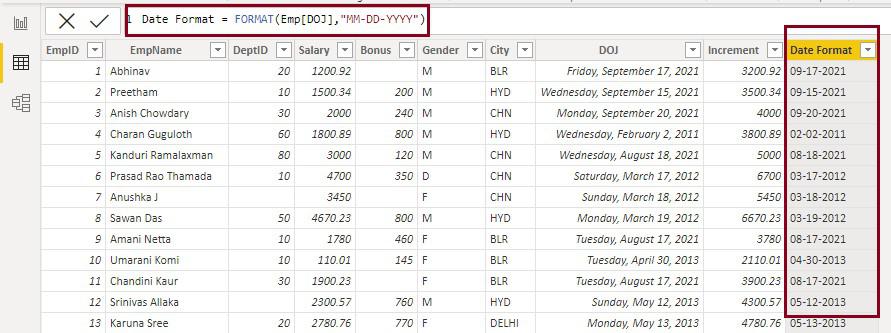 1 Date Format = FORMAT(Emp[DOJ],"MM-DD-YYYY")
EmpID EmpName DeptID Salary Bonus Gender City DOJ Increment Date Format
1 Abhinav 20 1200.92 M BLR Friday, September 17, 2021 3200.92 09-17-2021
2 Preetham 10 1500.34 200 M HYD Wednesday, September 15, 2021 3500.34 09-15-2021
3 Anish Chowdary 30 2000 240 M CHN Monday, September 20, 2021 4000 09-20-2021
4 Charan Guguloth 60 1800.89 800 M HYD Wednesday, February 2, 2011 3800.89 02-02-2011
5 Kanduri Ramalaxman 80 3000 120 M CHN Wednesday, August 18, 2021 5000 08-18-2021
6 Prasad Rao Thamada 10 4700 350 D CHN Saturday, March 17, 2012 6700 03-17-2012
7 Anushka J 3450 F CHN Sunday, March 18, 2012 5450 03-18-2012
8 Sawan Das 50 4670.23 800 M HYD Monday, March 19, 2012 6670.23 03-19-2012
9 Amani Netta 10 1780 460 F BLR Tuesday, August 17, 2021 3780 08-17-2021
10 Umarani Komi 10 110.01 145 F BLR Tuesday, April 30, 2013 2110.01 04-30-2013
11 Chandini Kaur 30 1900.23 F BLR Tuesday, August 17, 2021 3900.23 08-17-2021
12 Srinivas Allaka 2300.57 760 M HYD Sunday, May 12, 2013 4300.57 05-12-2013
13 Karuna Sree 20 2780.76 770 F DELHI Monday, May 13, 2013 4780.76 05-13-2013